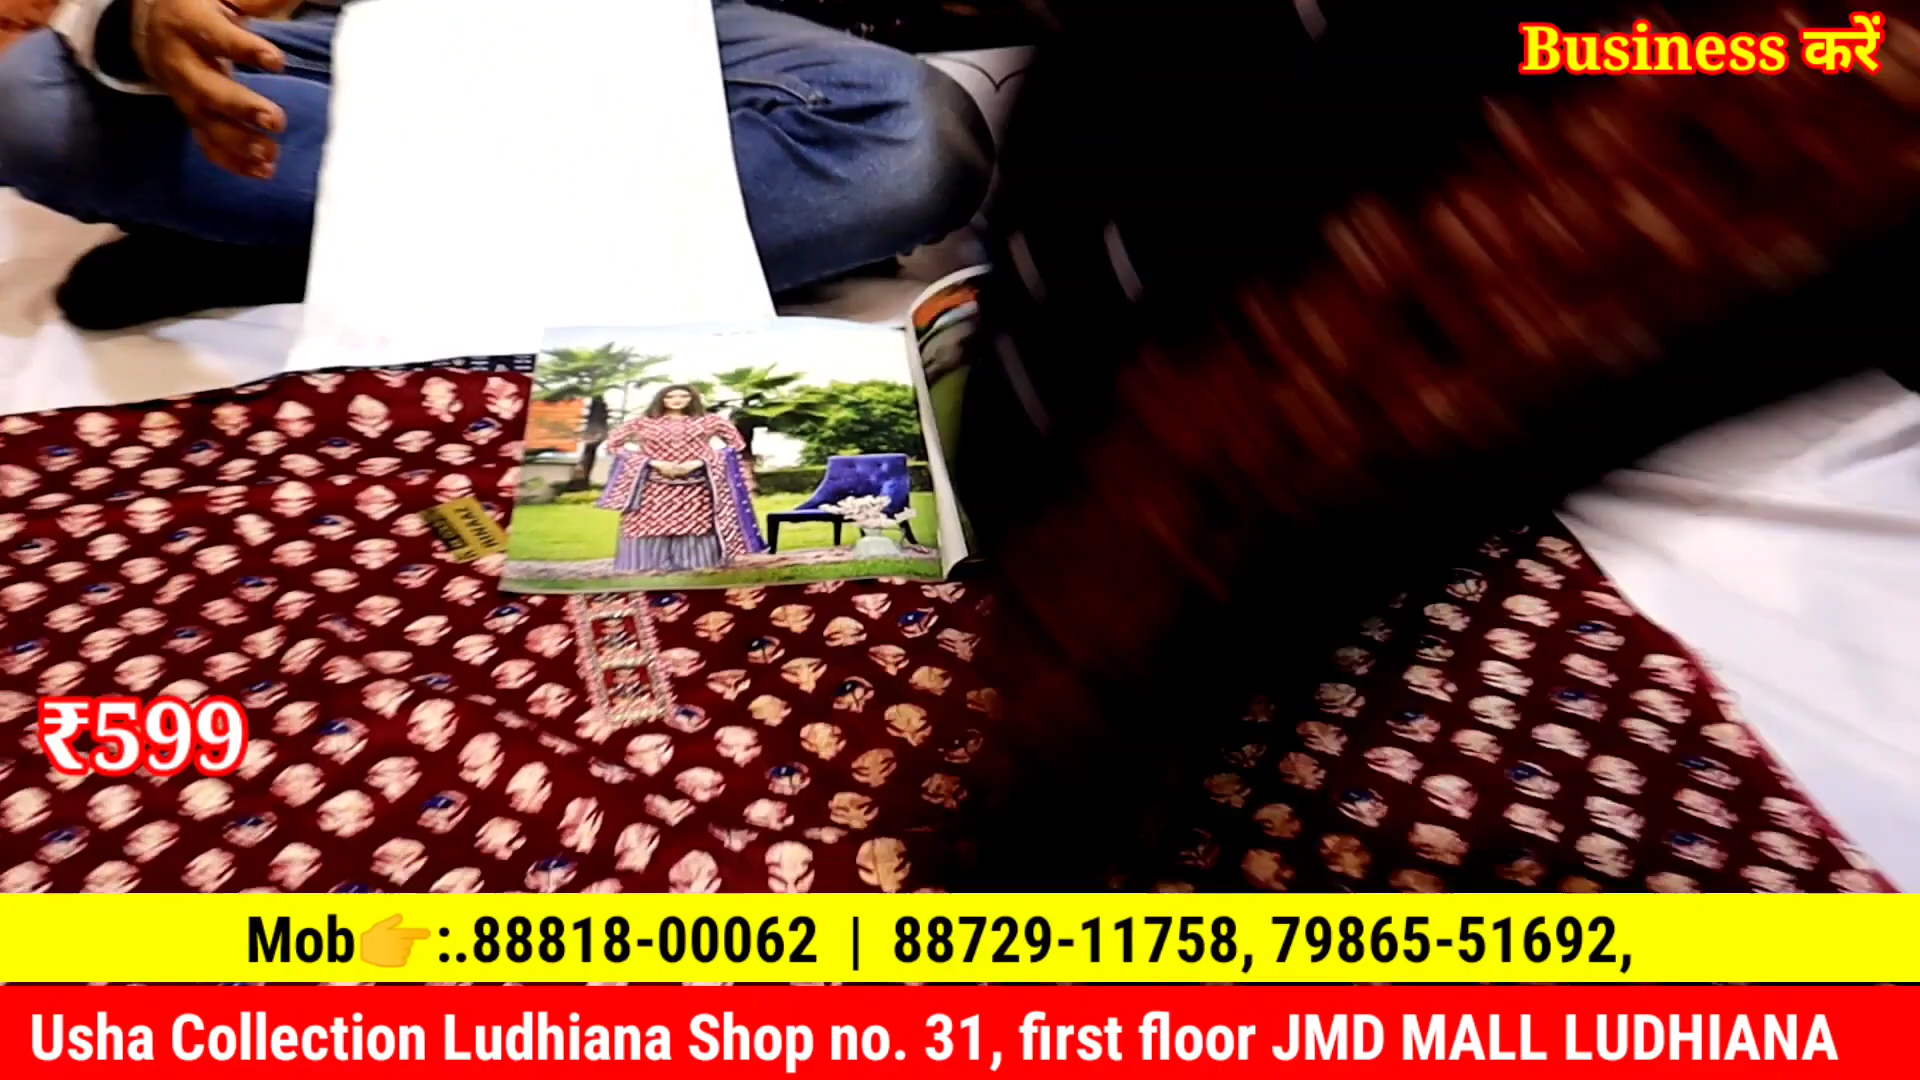 Business करें
RIHAAZ
₹599
Mob👉:.88818-00062 | 88729-11758, 79865-51692,
Usha Collection Ludhiana Shop no. 31, first floor JMD MALL LUDHIANA